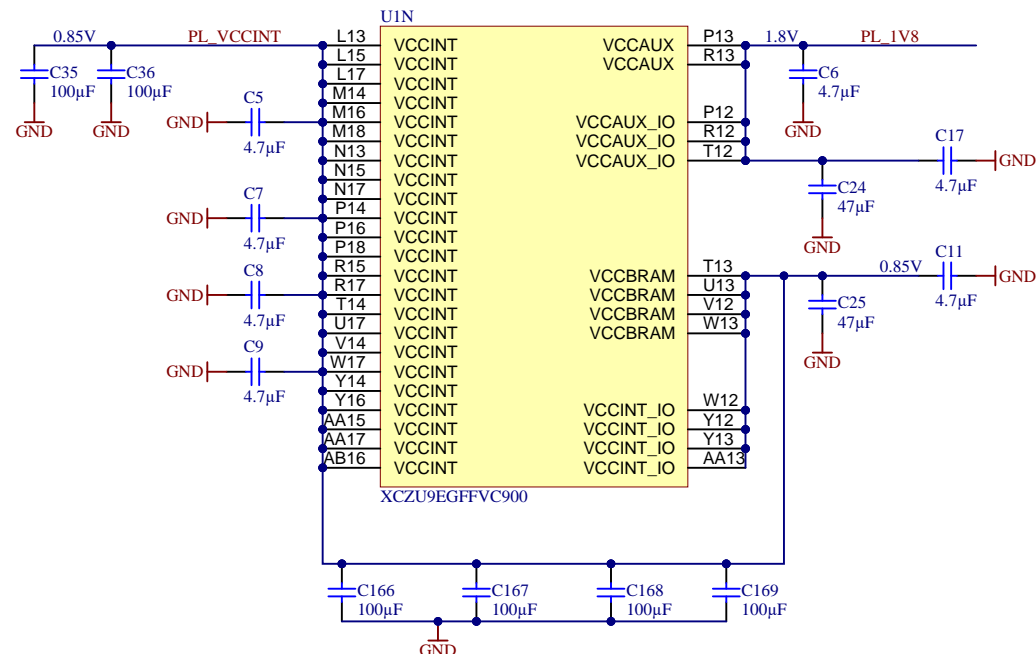 U1N
0.85V PL_VCCINT L13 VCCINT VCCAUX P13 1.8V PL_1V8
L15 VCCINT VCCAUX R13
C35 C36 C6
100µF 100µF 4.7µF
L17 VCCINT
M14 VCCINT
C5
GND GND GND M16 VCCINT VCCAUX_IO P12 GND
4.7µF
M18 VCCINT VCCAUX_IO R12
N13 VCCINT VCCAUX_IO T12 C17 GND
4.7µF
N15 VCCINT C24
47µF
N17 VCCINT
C7
GND P14 VCCINT
4.7µF
P16 VCCINT GND
P18 VCCINT
R15 VCCINT VCCBRAM T13 0.85V C11 GND
4.7µF
C8
GND R17 VCCINT VCCBRAM U13 C25
4.7µF 47µF
T14 VCCINT VCCBRAM V12
U17 VCCINT VCCBRAM W13
V14 VCCINT GND
C9
GND W17 VCCINT
4.7µF
Y14 VCCINT
Y16 VCCINT VCCINT_IO W12
AA15 VCCINT VCCINT_IO Y12
AA17 VCCINT VCCINT_IO Y13
AB16 VCCINT VCCINT_IO AA13
XCZU9EGFFVC900
C166 C167 C168 C169
100µF 100µF 100µF 100µF
GND